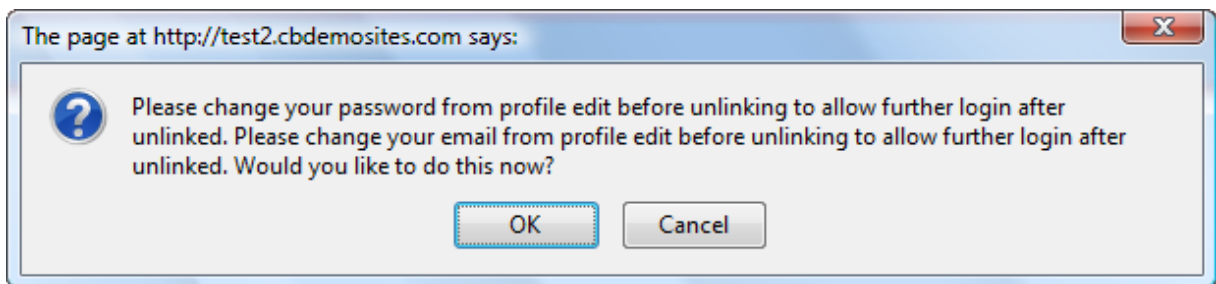 The page at http://test2.cbdemosites.com says:
Please change your password from profile edit before unlinking to allow further login after
unlinked. Please change your email from profile edit before unlinking to allow further login after
unlinked. Would you like to do this now?
OK
Cancel